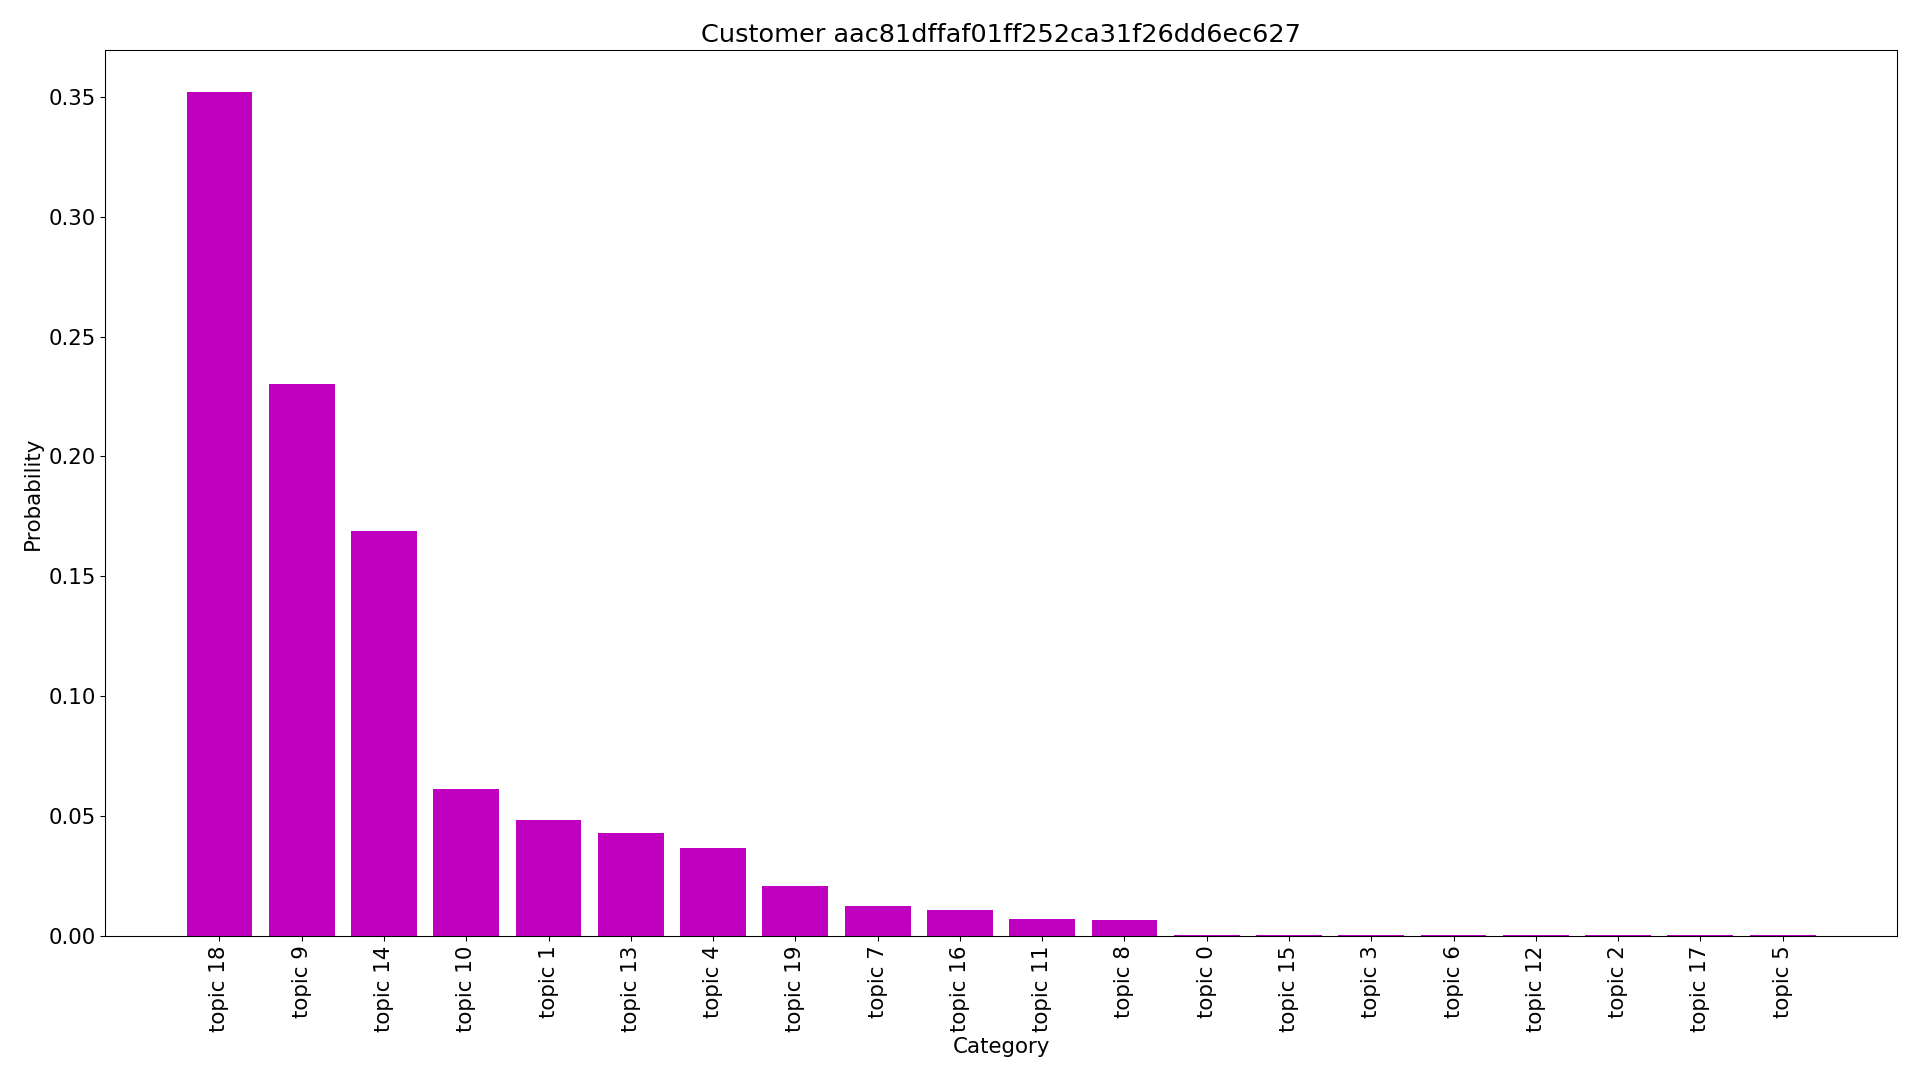 Customer aac81dffaf01ff252ca31f26dd6ec627
Probability
0.35
0.30
0.25
0.20
0.15
0.10
0.05
0.00
topic 18
topic 9
topic 14
topic 10
topic 1
topic 13
topic 4
topic 19
topic 7
topic 16
topic 11
topic 8
topic 0
topic 15
topic 3
topic 6
topic 12
topic 2
topic 17
topic 5
Category